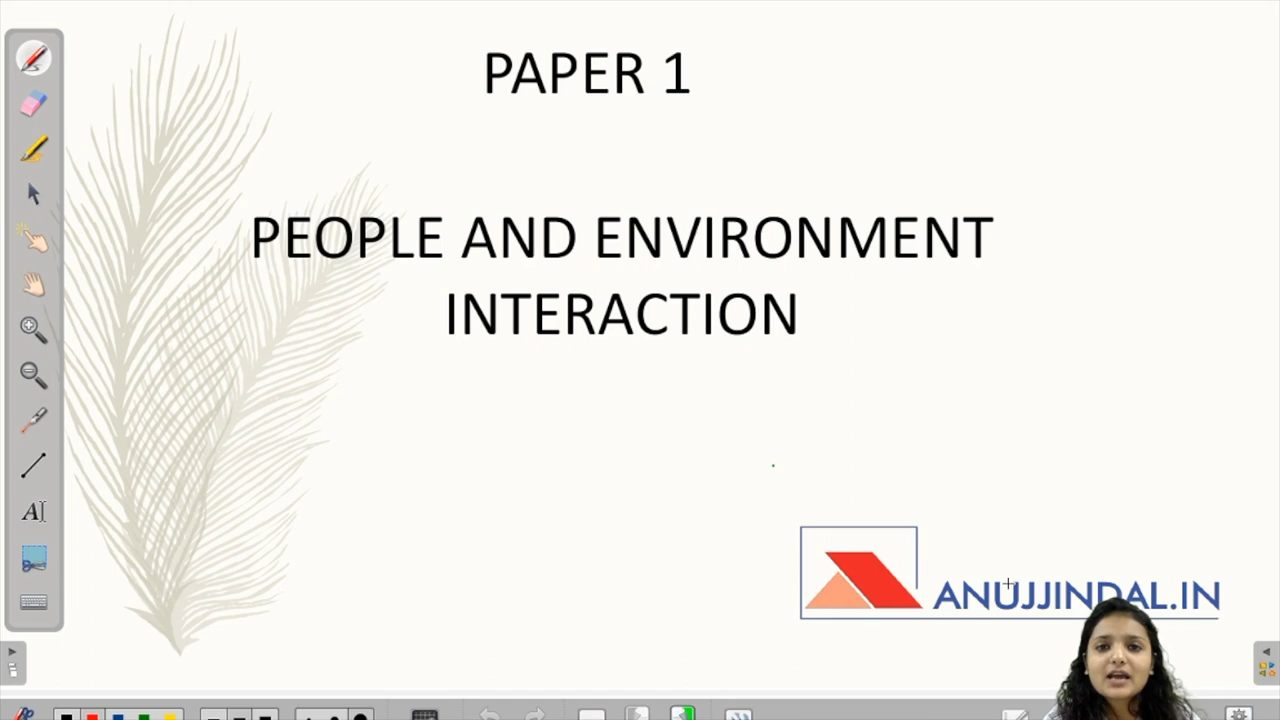 PAPER 1
PEOPLE AND ENVIRONMENT
INTERACTION
ANUJJINDAL.IN